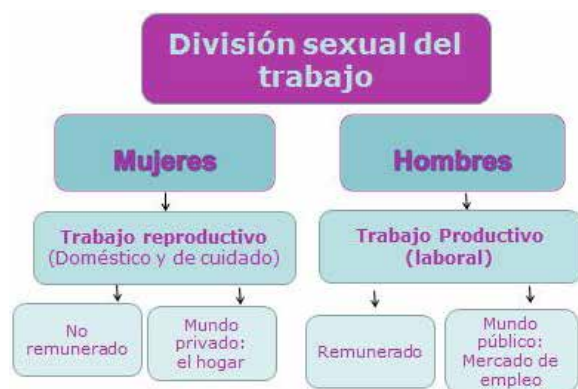 División sexual del
trabajo
Mujeres
Hombres
Trabajo reproductivo
(Doméstico y de cuidado)
Trabajo Productivo
(laboral)
No
remunerado
Mundo
privado:
el hogar
Remunerado
Mundo
público:
Mercado de
empleo